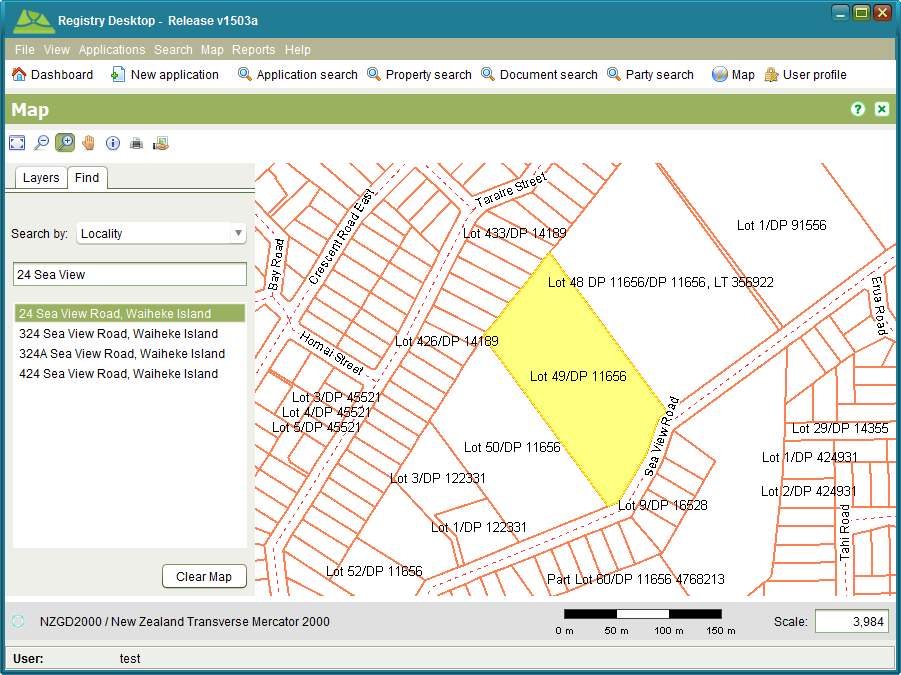 Registry Desktop -  Release v1503a
File View Applications Search Map Reports Help
Dashboard New application Application search Property search Document search Party search Map User profile
Map
Layers Find
Search by: Locality
24 Sea View
24 Sea View Road, Waiheke Island
324 Sea View Road, Waiheke Island
324A Sea View Road, Waiheke Island
424 Sea View Road, Waiheke Island
Clear Map
Taraire Street
Crescent Road East
Bay Road
Lot 433/DP 14189
Lot 1/DP 91556
Lot 48 DP 11656/DP 11656, LT 356922
Erua Road
Homai Street
Lot 426/DP 14189
Lot 49/DP 11656
Lot 3/DP 45521
Lot 4/DP 45521
Lot 5/DP 45521
Sea View Road
Lot 29/DP 14355
Lot 50/DP 11656
Lot 1/DP 424931
Lot 3/DP 122331
Lot 2/DP 424931
Lot 9/DP 16528
Lot 1/DP 122331
Tahi Road
Lot 52/DP 11656
Part Lot 60/DP 11656 4768213
NZGD2000 / New Zealand Transverse Mercator 2000
0 m 50 m 100 m 150 m
Scale: 3,984
User: test